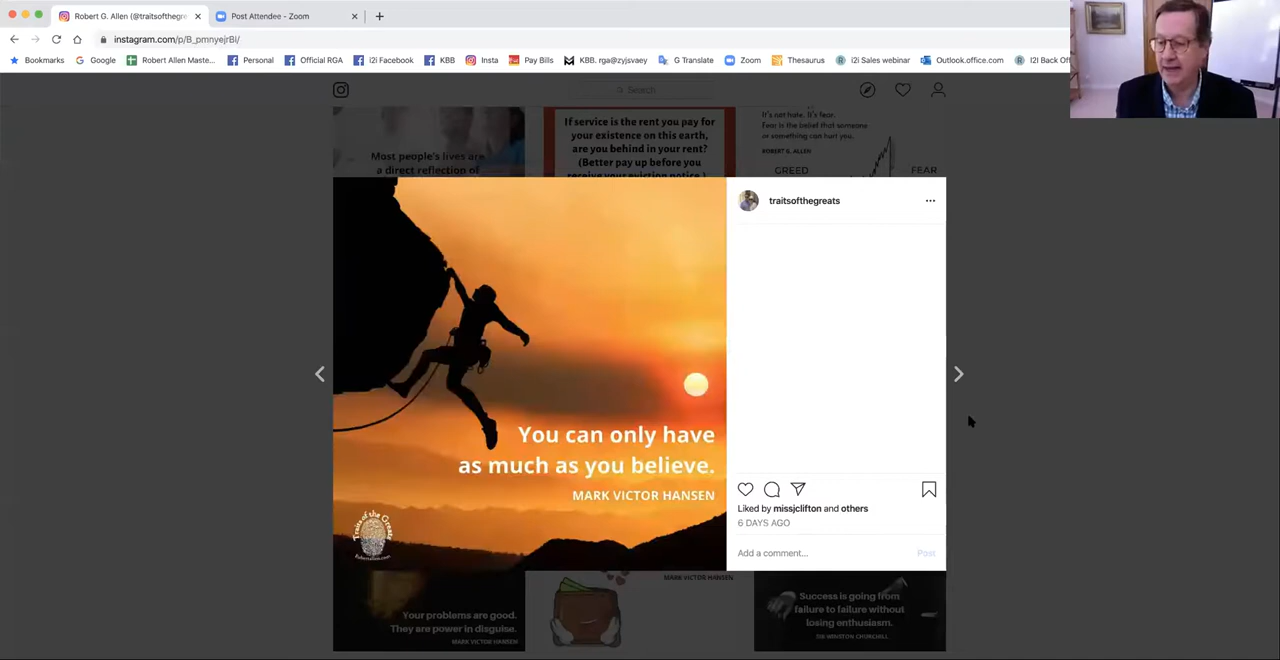 Robert G. Allen (@traitsofthegre
Post Attendee - Zoom
instagram.com/p/B_pmnyejrBl/
Bookmarks
Google
Robert Allen Maste...
Personal
Official RGA
i2i Facebook
KBB
Insta
Pay Bills
KBB. rga@zyjsvaey
G Translate
Zoom
Thesaurus
i2i Sales webinar
Outlook.office.com
I2I Back Of
Search
Most people's lives are
a direct reflection of
If service is the rent you pay for
your existence on this earth,
are you behind in your rent?
(Better pay up before you
receive your eviction notice.)
It's not hate. It's fear.
Fear is the belief that someone
or something can hurt you.
ROBERT G. ALLEN
GREED
FEAR
traitsofthegreats
You can only have
as much as you believe.
MARK VICTOR HANSEN
Traits of the Greats
Liked by missjclifton and others
6 DAYS AGO
Add a comment...
Post
Your problems are good.
They are power in disguise.
MARK VICTOR HANSEN
MARK VICTOR HANSEN
Success is going from
failure to failure without
losing enthusiasm.
SIR WINSTON CHURCHILL